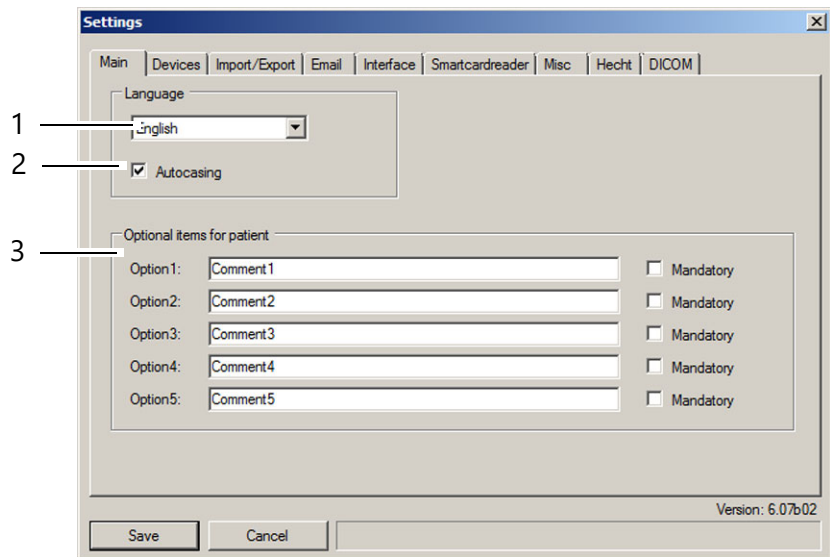 Settings
Main Devices Import/Export Email Interface Smartcardreader Misc Hecht DICOM
Language
1 English
2 Autocasing
3 Optional items for patient
Option1: Comment1 Mandatory
Option2: Comment2 Mandatory
Option3: Comment3 Mandatory
Option4: Comment4 Mandatory
Option5: Comment5 Mandatory
Version: 6.07b02
Save Cancel